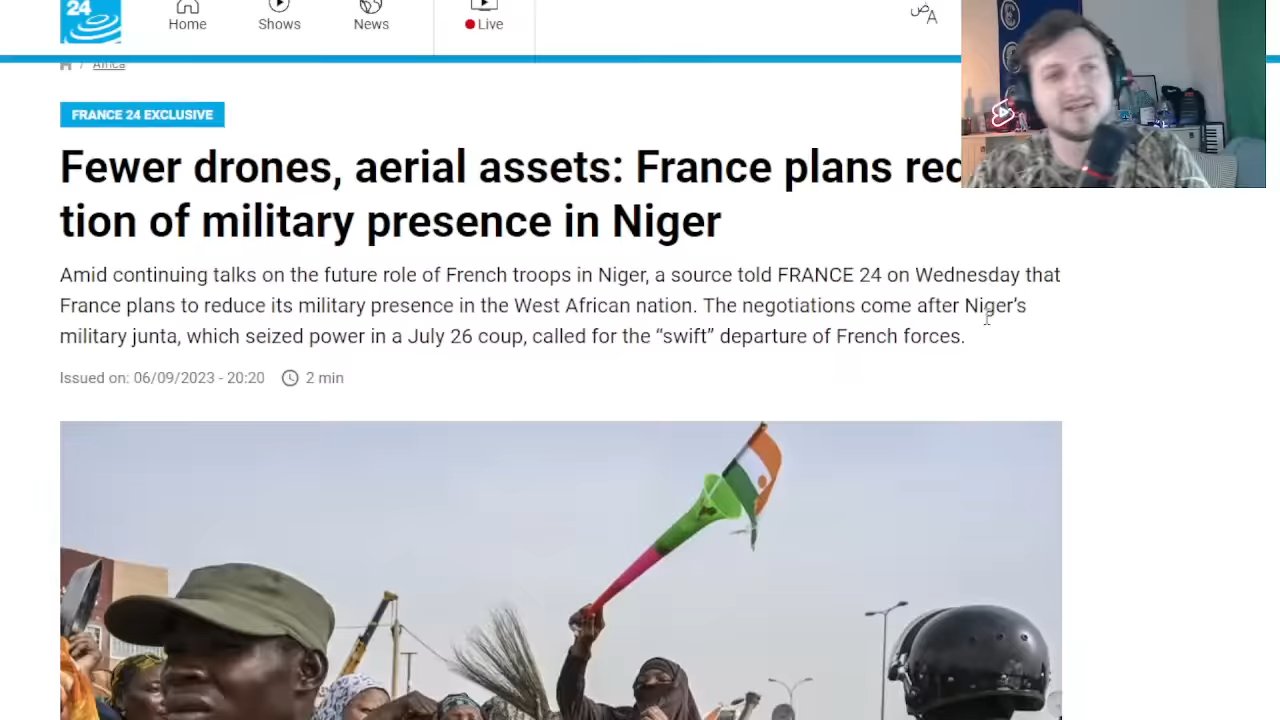 24
Home
Shows
News
Live
ض
A
/ Africa
FRANCE 24 EXCLUSIVE
Fewer drones, aerial assets: France plans
tion of military presence in Niger
Amid continuing talks on the future role of French troops in Niger, a source told FRANCE 24 on Wednesday that
France plans to reduce its military presence in the West African nation. The negotiations come after Niger’s
military junta, which seized power in a July 26 coup, called for the “swift” departure of French forces.
Issued on: 06/09/2023 - 20:20
2 min